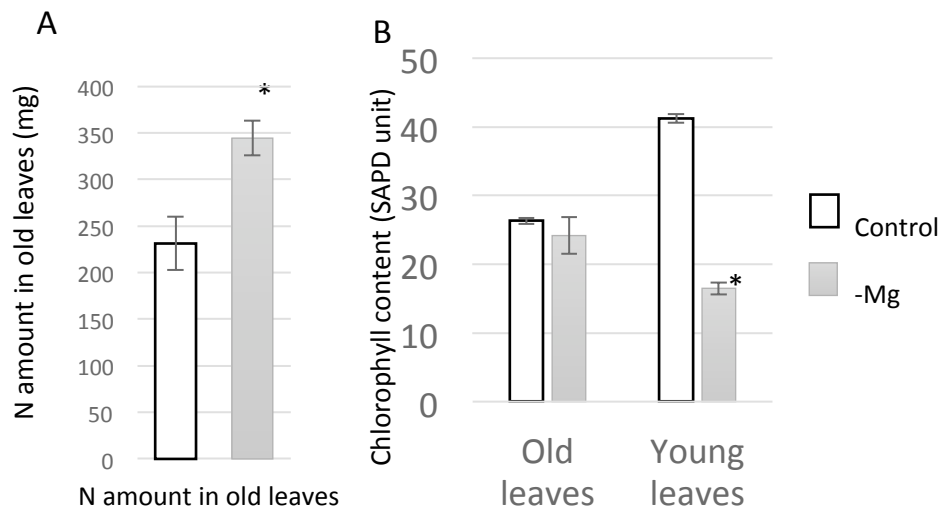 A
N amount in old leaves (mg)
400
350
300
250
200
150
100
50
0
*
N amount in old leaves
B
Chlorophyll content (SAPD unit)
50
40
30
20
10
0
*
Old
leaves
Young
leaves
Control
-Mg